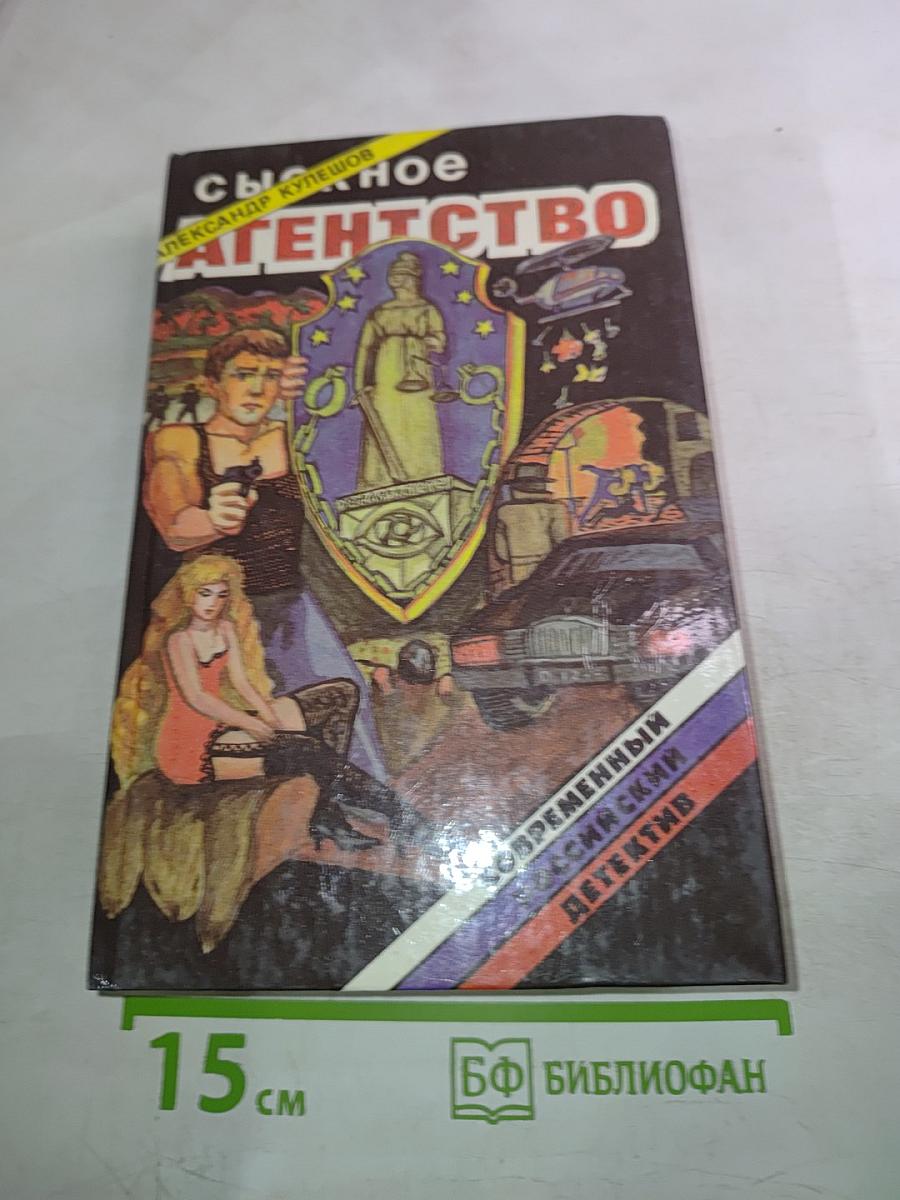 АЛЕКСАНДР КУЛЕШОВ
сыскное
АГЕНТСТВО
СОВРЕМЕННЫЙ
РОССИЙСКИЙ
ДЕТЕКТИВ
15 см
БФ БИБЛИОФАН